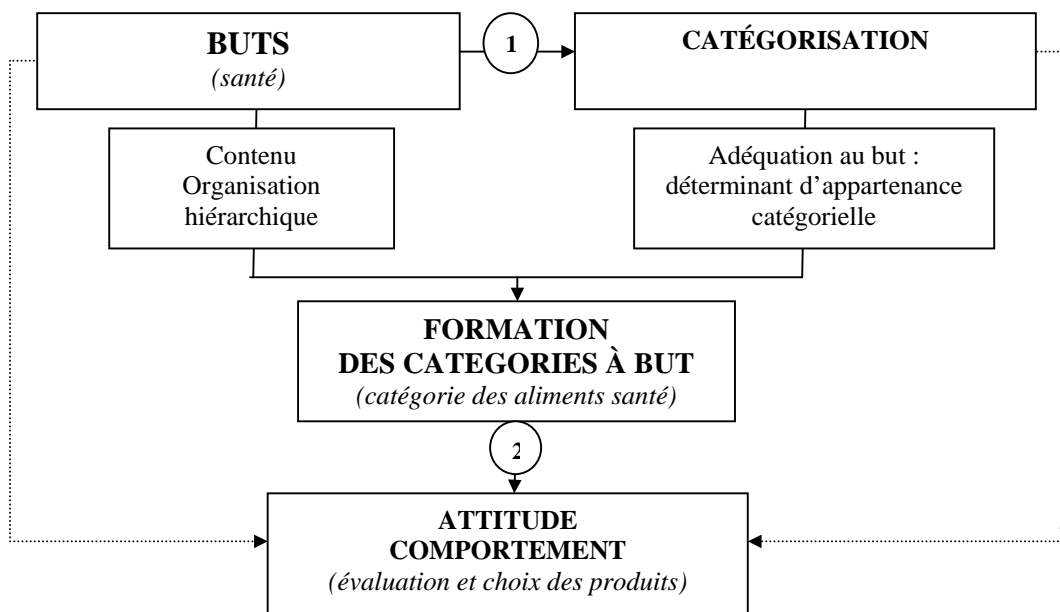 BUTS
(santé)
1
CATÉGORISATION
Contenu
Organisation
hiérarchique
Adéquation au but :
déterminant d’appartenance
catégorielle
FORMATION
DES CATEGORIES À BUT
(catégorie des aliments santé)
2
ATTITUDE
COMPORTEMENT
(évaluation et choix des produits)